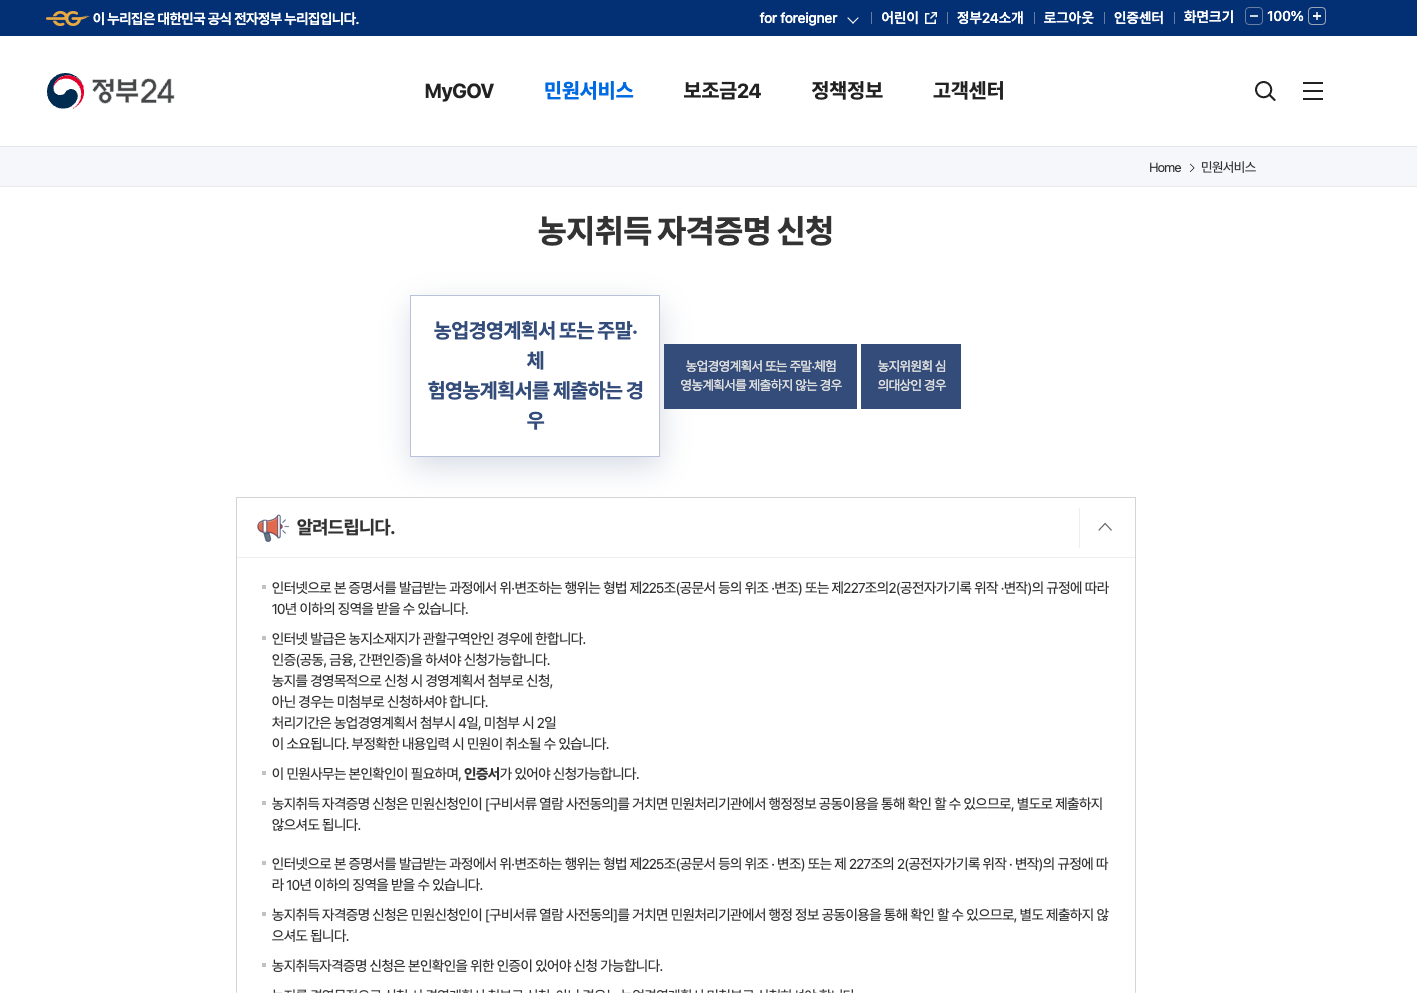 이 누리집은 대한민국 공식 전자정부 누리집입니다.
for foreigner 어린이 정부24소개 로그아웃 인증센터 화면크기 100%
정부24
MyGOV 민원서비스 보조금24 정책정보 고객센터
Home > 민원서비스
농지취득 자격증명 신청
농업경영계획서 또는 주말·
체
험영농계획서를 제출하는 경
우
농업경영계획서 또는 주말·체험
영농계획서를 제출하지 않는 경우
농지위원회 심
의대상인 경우
알려드립니다.
인터넷으로 본 증명서를 발급받는 과정에서 위·변조하는 행위는 형법 제225조(공문서 등의 위조 ·변조) 또는 제227조의2(공전자가기록 위작 ·변작)의 규정에 따라
10년 이하의 징역을 받을 수 있습니다.
인터넷 발급은 농지소재지가 관할구역안인 경우에 한합니다.
인증(공동, 금융, 간편인증)을 하셔야 신청가능합니다.
농지를 경영목적으로 신청 시 경영계획서 첨부로 신청,
아닌 경우는 미첨부로 신청하셔야 합니다.
처리기간은 농업경영계획서 첨부시 4일, 미첨부 시 2일
이 소요됩니다. 부정확한 내용입력 시 민원이 취소될 수 있습니다.
이 민원사무는 본인확인이 필요하며, 인증서가 있어야 신청가능합니다.
농지취득 자격증명 신청은 민원신청인이 [구비서류 열람 사전동의]를 거치면 민원처리기관에서 행정정보 공동이용을 통해 확인 할 수 있으므로, 별도로 제출하지
않으셔도 됩니다.
인터넷으로 본 증명서를 발급받는 과정에서 위·변조하는 행위는 형법 제225조(공문서 등의 위조 · 변조) 또는 제 227조의 2(공전자가기록 위작 · 변작)의 규정에 따
라 10년 이하의 징역을 받을 수 있습니다.
농지취득 자격증명 신청은 민원신청인이 [구비서류 열람 사전동의]를 거치면 민원처리기관에서 행정 정보 공동이용을 통해 확인 할 수 있으므로, 별도 제출하지 않
으셔도 됩니다.
농지취득자격증명 신청은 본인확인을 위한 인증이 있어야 신청 가능합니다.